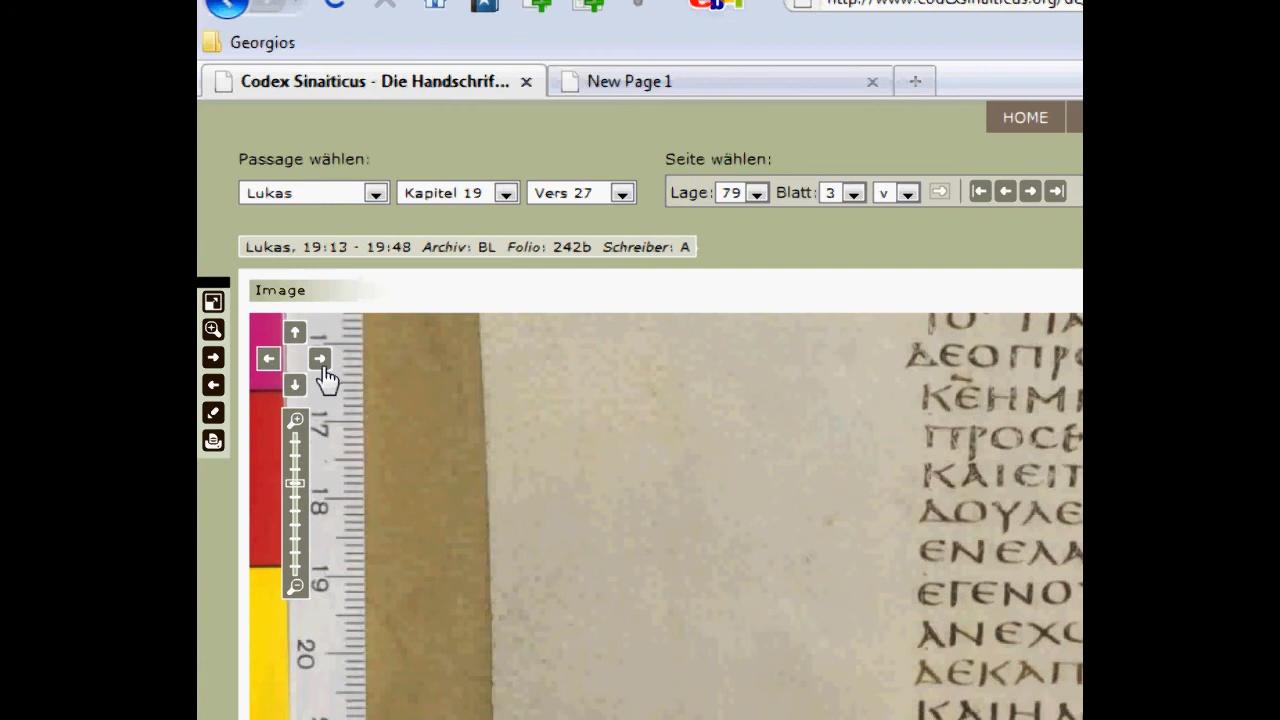 Georgios
Codex Sinaiticus - Die Handschrif...
New Page 1
HOME
Passage wählen:
Seite wählen:
Lukas
Kapitel 19
Vers 27
Lage: 79 Blatt: 3 v
Lukas, 19:13 - 19:48 Archiv: BL Folio: 242b Schreiber: A
Image
17
18
19
20
ΔΕΟΠΡ
ΚΕΗΜ
ΠΡΟCΕ
ΚΑΙΕΙΠ
ΔΟΥΛΕ
ΕΝΕΛΑ
ΕΓΕΝΟ
ΑΝΕΧ
ΔΕΚΑΠ